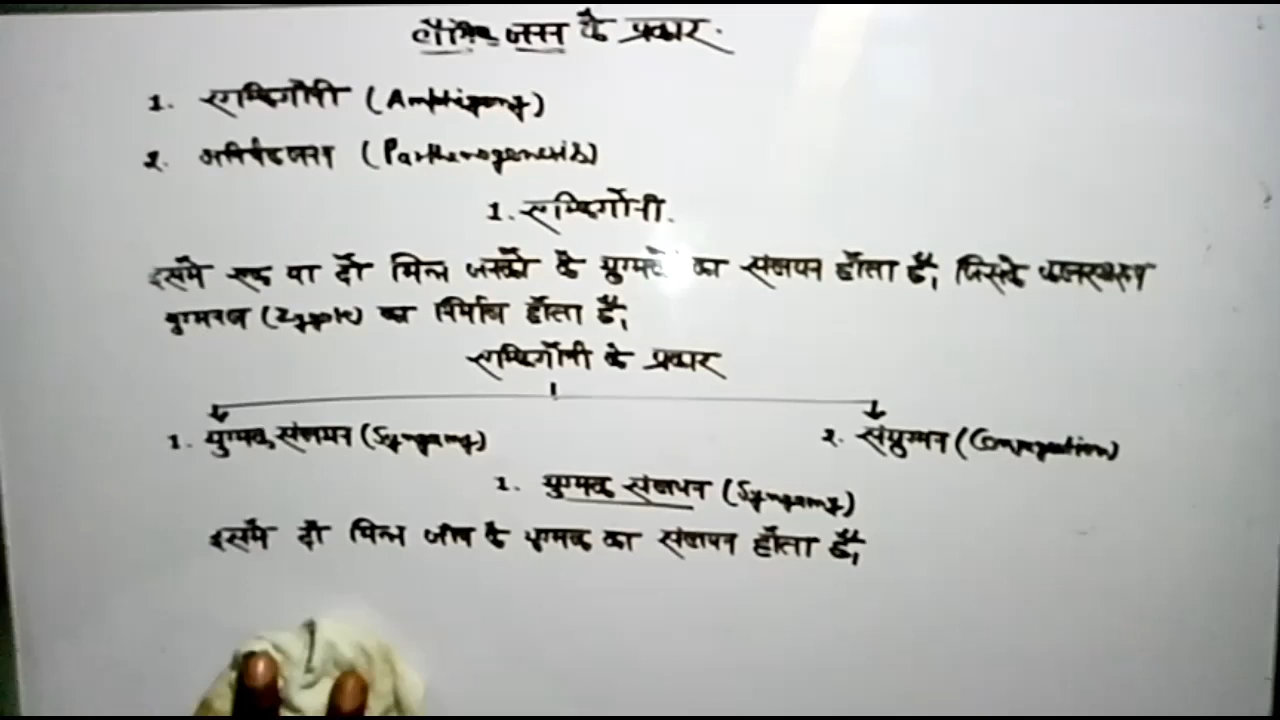 लैंगिक जनन के प्रकार.
1. एम्फिगोनी (Amphigony)
2. अनिषेकजनन (Parthenogenesis)
1. एम्फिगोनी.
इसमें एक या दो भिन्न जनकों के युग्मकों का संलयन होता है, जिसके फलस्वरूप
युग्मनज (Zygote) का निर्माण होता है,
एम्फिगोनी के प्रकार
1. युग्मक संलयन (Syngamy)
2. संयुग्मन (Conjugation)
1. युग्मक संलयन (Syngamy)
इसमें दो भिन्न जीव के युग्मक का संलयन होता है,